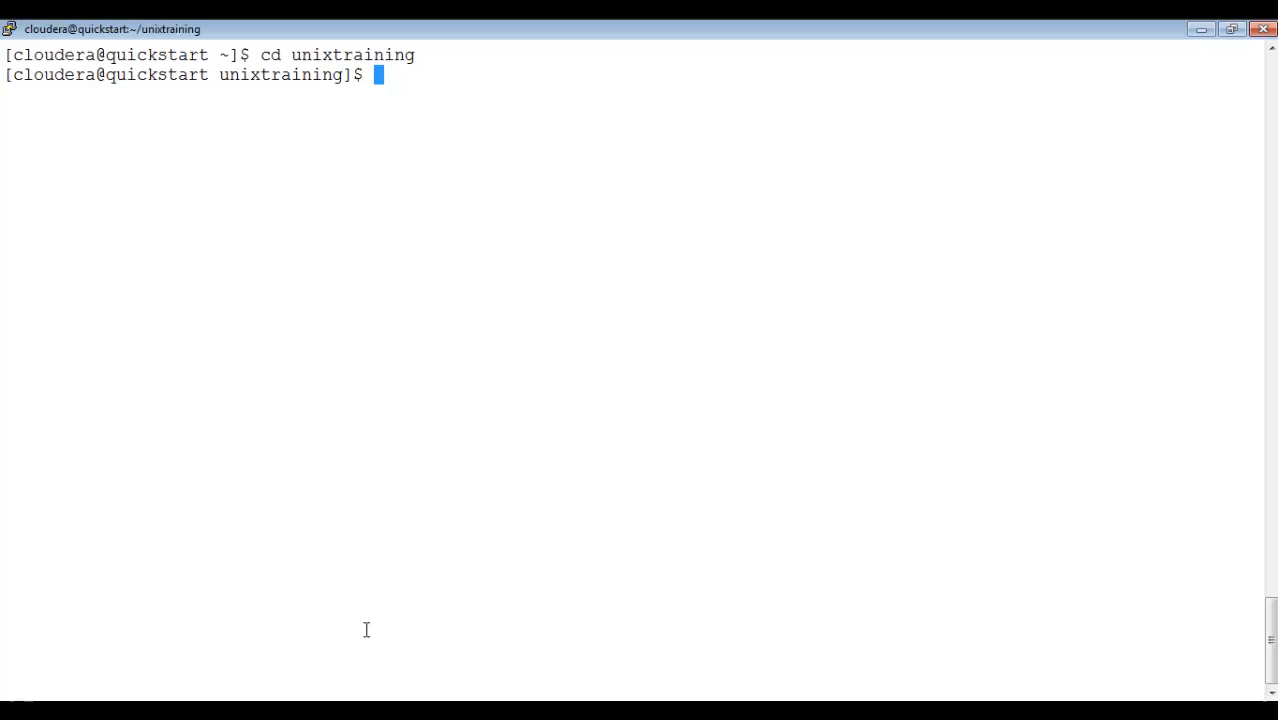 cloudera@quickstart:~/unixtraining
[cloudera@quickstart ~]$ cd unixtraining
[cloudera@quickstart unixtraining]$